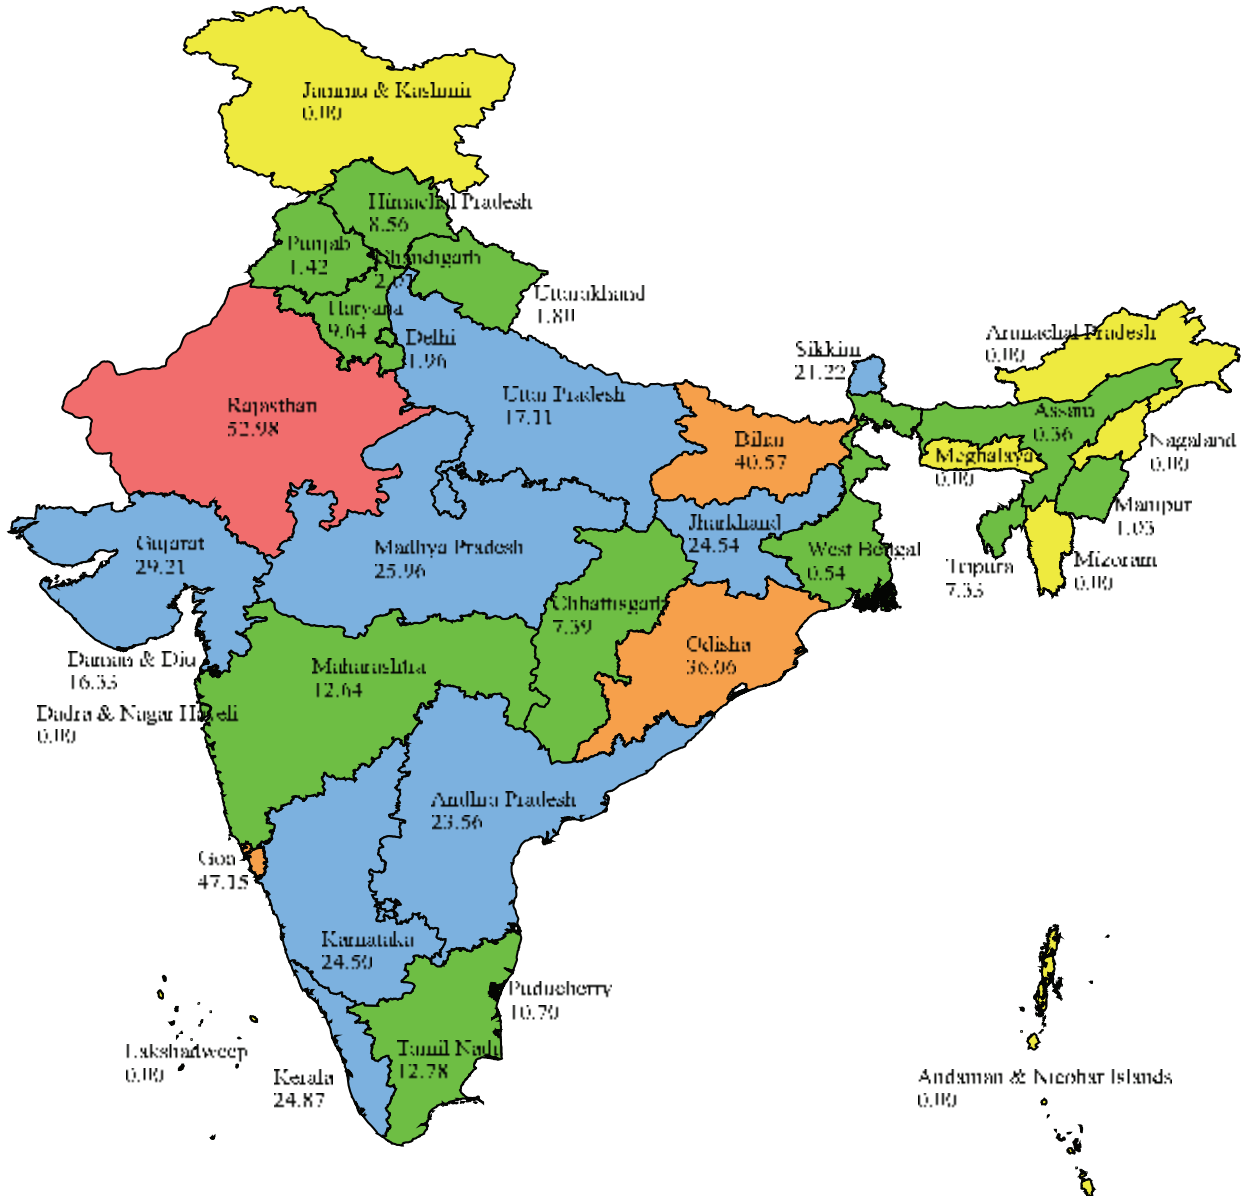 Jammu & Kashmir
0.00
Himachal Pradesh
8.56
Punjab
1.42
Chandigarh
Uttarakhand
1.80
Haryana
9.64
Delhi
1.96
Rajasthan
52.98
Uttar Pradesh
17.11
Sikkim
21.22
Arunachal Pradesh
0.00
Assam
0.36
Nagaland
0.00
Meghalaya
0.00
Bihar
40.57
Manipur
1.03
Gujarat
29.21
Madhya Pradesh
25.96
Jharkhand
24.54
West Bengal
0.54
Tripura
7.33
Mizoram
0.00
Chhattisgarh
7.39
Odisha
36.06
Daman & Diu
16.33
Maharashtra
12.64
Dadra & Nagar Haveli
0.00
Andhra Pradesh
23.56
Goa
47.15
Karnataka
24.50
Puducherry
10.70
Lakshadweep
0.00
Tamil Nadu
12.78
Kerala
24.87
Andaman & Nicobar Islands
0.00